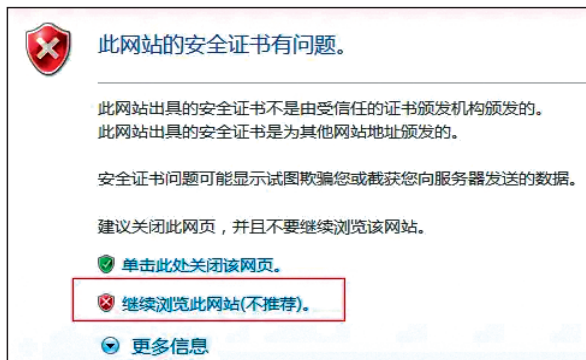 此网站的安全证书有问题。
此网站出具的安全证书不是由受信任的证书颁发机构颁发的。
此网站出具的安全证书是为其他网站地址颁发的。
安全证书问题可能显示试图欺骗您或截获您向服务器发送的数据。
建议关闭此网页，并且不要继续浏览该网站。
单击此处关闭该网页。
继续浏览此网站(不推荐)。
更多信息